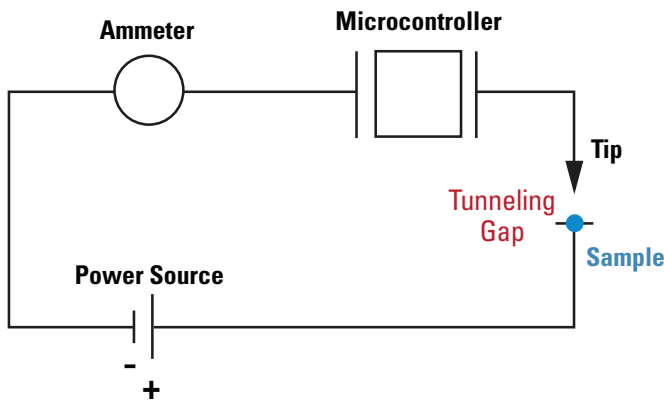 Ammeter
Microcontroller
Tip
Tunneling
Gap
Sample
Power Source
-
+